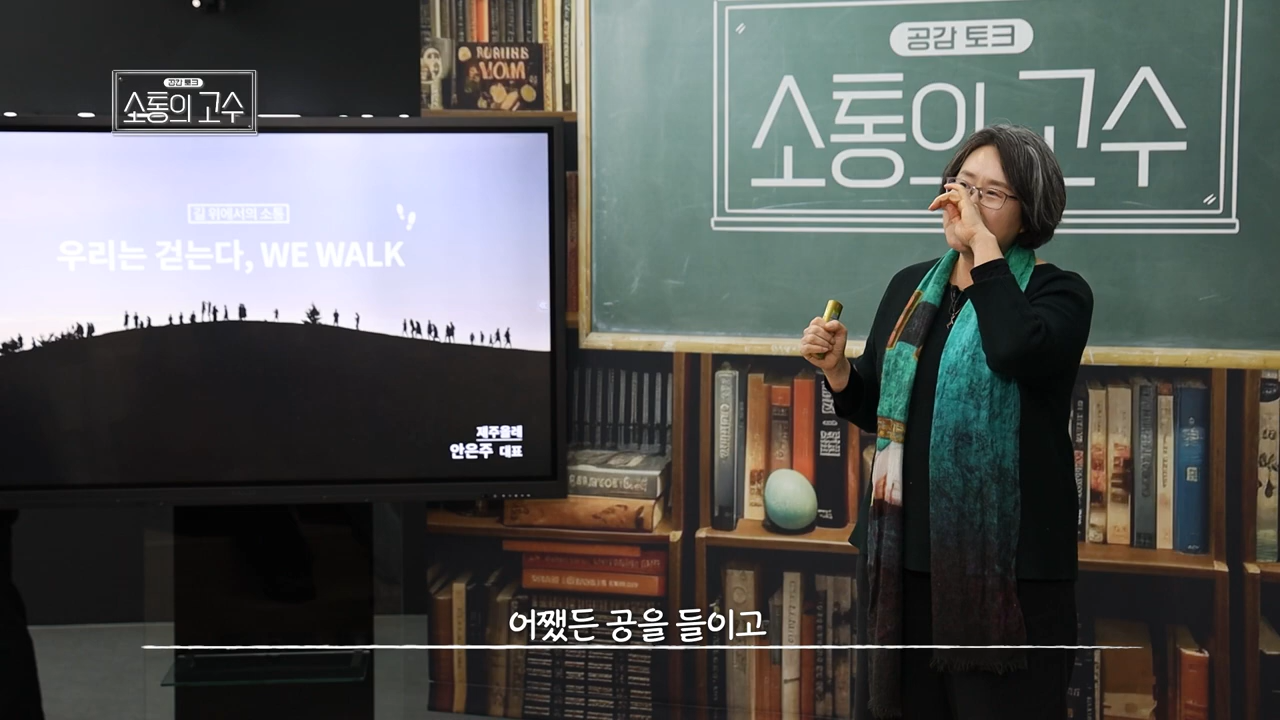 공감 토크
소통의 고수
공감 토크
소통의 고수
길 위에서의 소통
우리는 걷는다, WE WALK
제주올레
안은주 대표
어쨌든 공을 들이고